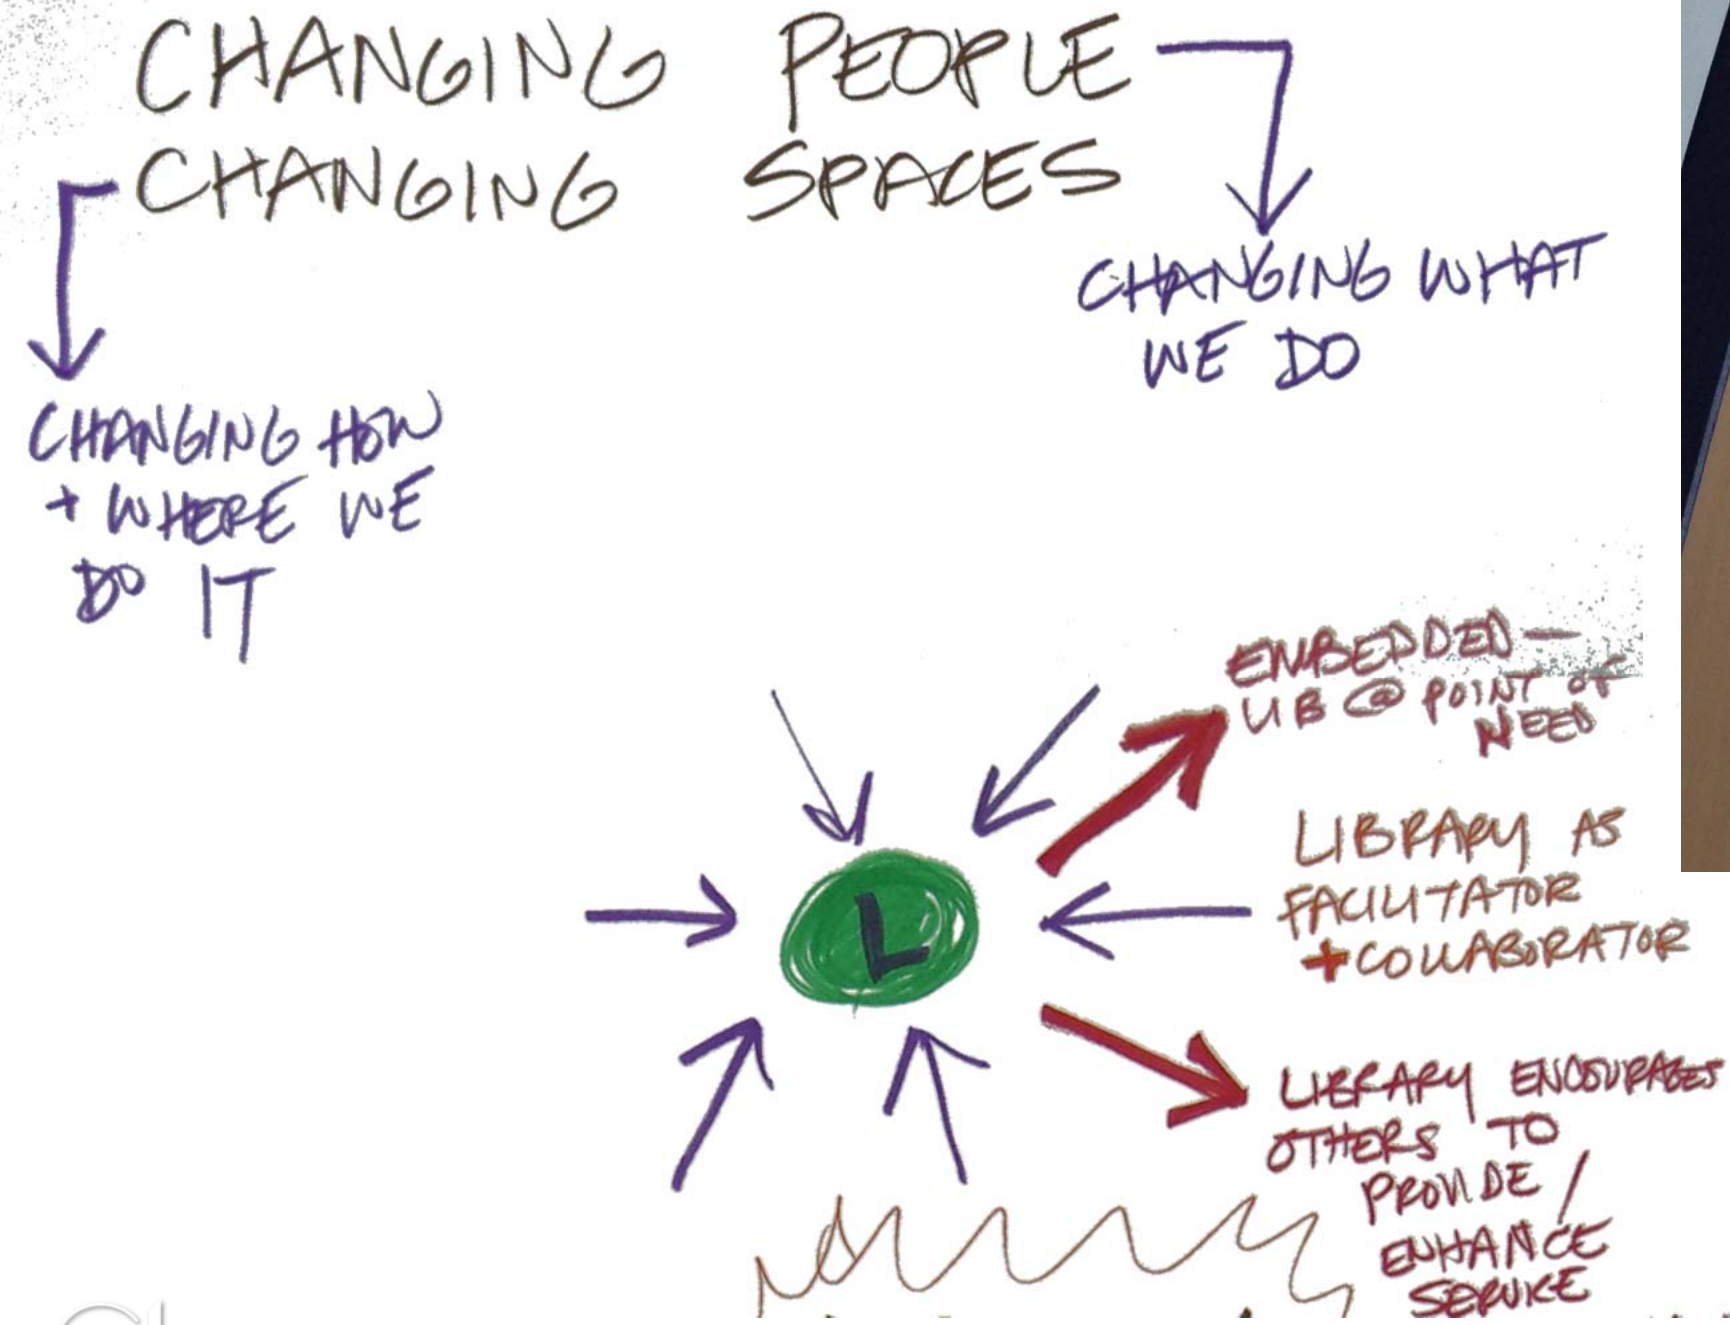 CHANGING PEOPLE
CHANGING SPACES
CHANGING WHAT
WE DO
CHANGING HOW
+ WHERE WE
DO IT
EMBEDDED —
LIB @ POINT OF
NEED
L
LIBRARY AS
FACILITATOR
+ COLLABORATOR
LIBRARY ENCOURAGES
OTHERS TO
PROVIDE /
ENHANCE
SERVICE